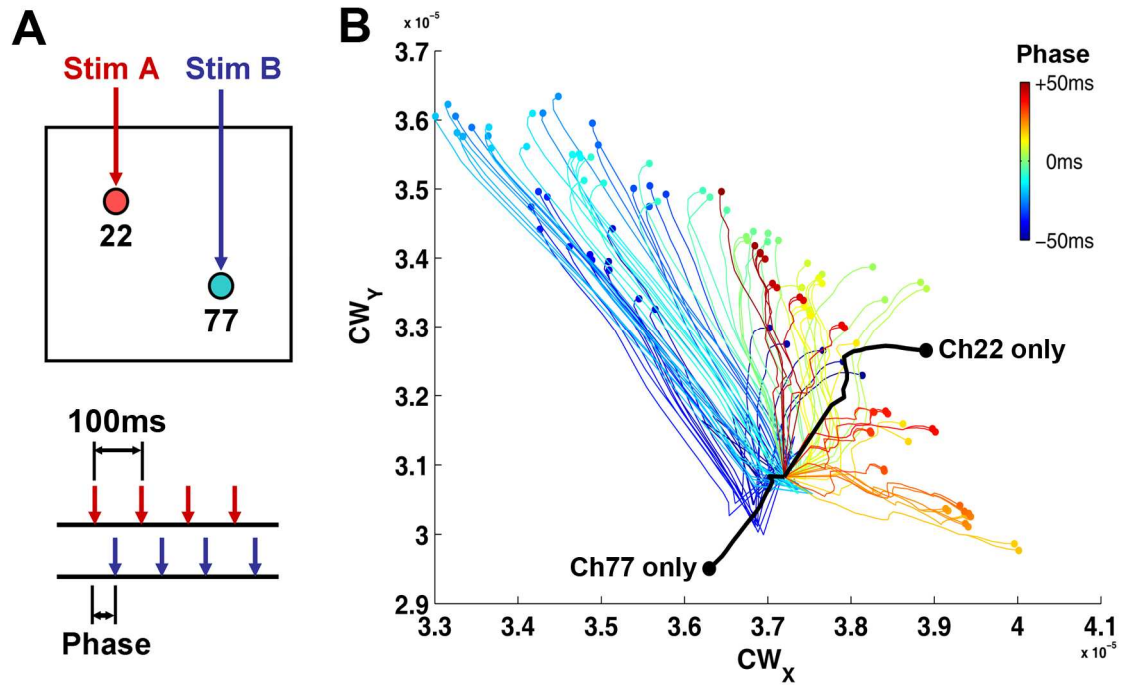 A
Stim A
Stim B
22
77
100ms
Phase
B
x 10⁻⁵
3.7
3.6
3.5
3.4
3.3
3.2
3.1
3
2.9
CW_Y
3.3
3.4
3.5
3.6
3.7
3.8
3.9
4
4.1
x 10⁻⁵
CW_X
Ch22 only
Ch77 only
Phase
+50ms
0ms
−50ms